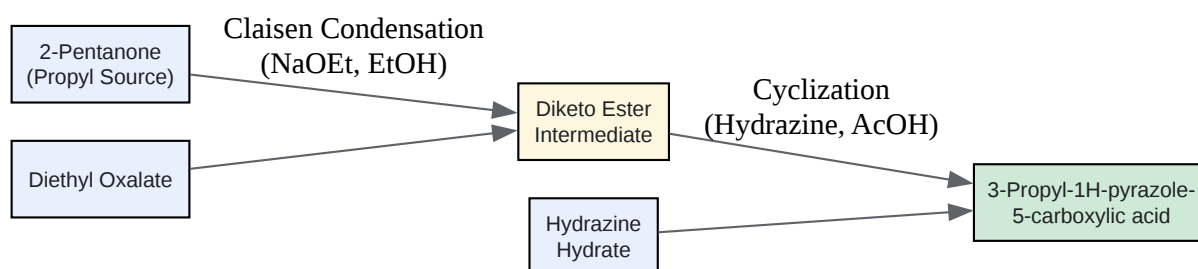 2-Pentanone
(Propyl Source)
Claisen Condensation
(NaOEt, EtOH)
Diethyl Oxalate
Diketo Ester
Intermediate
Cyclization
(Hydrazine, AcOH)
Hydrazine
Hydrate
3-Propyl-1H-pyrazole-
5-carboxylic acid